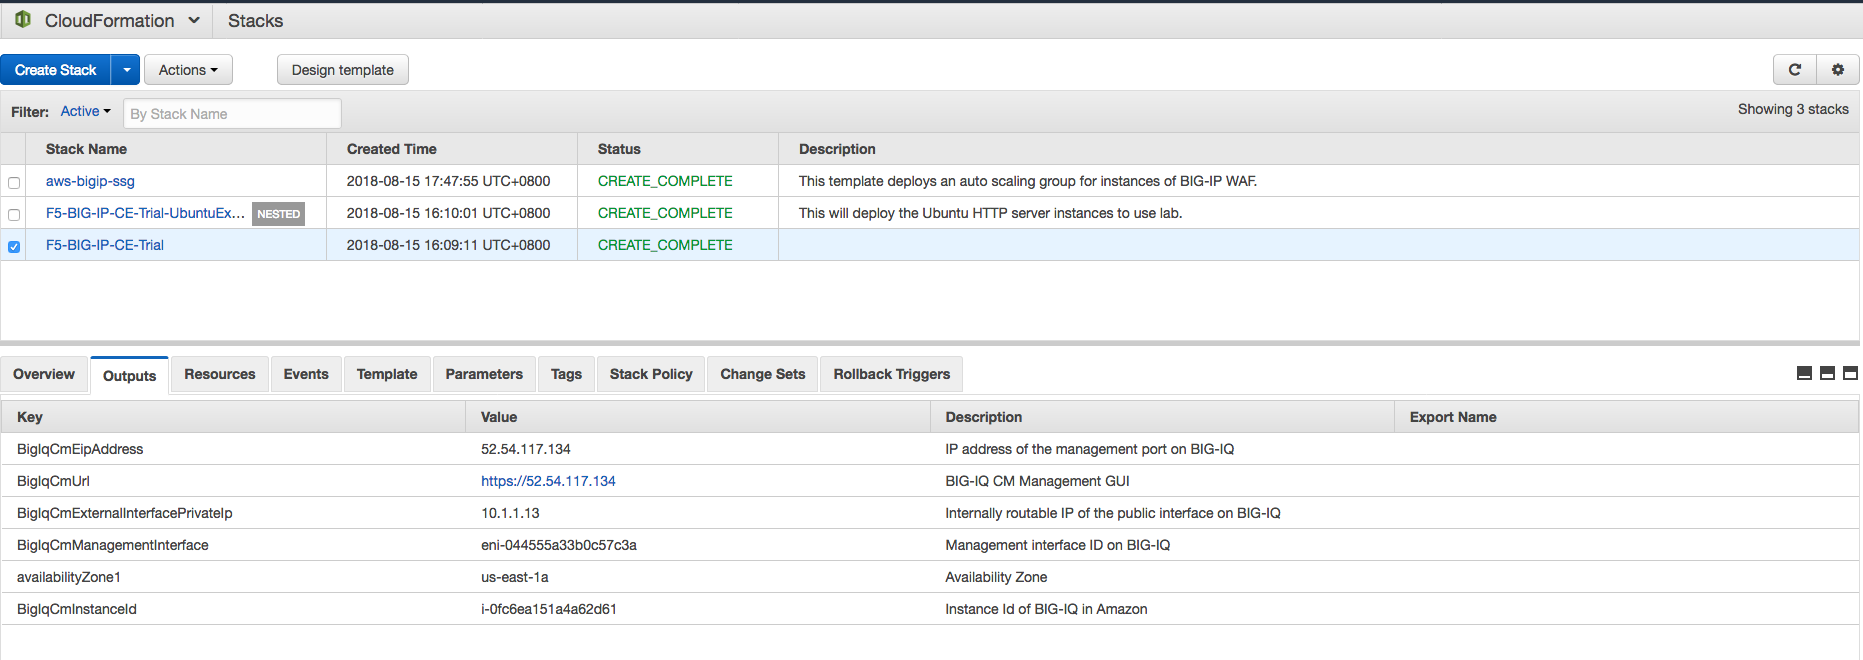 CloudFormation Stacks
Create Stack Actions Design template
Filter: Active By Stack Name Showing 3 stacks
Stack Name Created Time Status Description
aws-bigip-ssg 2018-08-15 17:47:55 UTC+0800 CREATE_COMPLETE This template deploys an auto scaling group for instances of BIG-IP WAF.
F5-BIG-IP-CE-Trial-UbuntuEx... NESTED 2018-08-15 16:10:01 UTC+0800 CREATE_COMPLETE This will deploy the Ubuntu HTTP server instances to use lab.
F5-BIG-IP-CE-Trial 2018-08-15 16:09:11 UTC+0800 CREATE_COMPLETE
Overview Outputs Resources Events Template Parameters Tags Stack Policy Change Sets Rollback Triggers
Key Value Description Export Name
BigIqCmEipAddress 52.54.117.134 IP address of the management port on BIG-IQ
BigIqCmUrl https://52.54.117.134 BIG-IQ CM Management GUI
BigIqCmExternalInterfacePrivateIp 10.1.1.13 Internally routable IP of the public interface on BIG-IQ
BigIqCmManagementInterface eni-044555a33b0c57c3a Management interface ID on BIG-IQ
availabilityZone1 us-east-1a Availability Zone
BigIqCmInstanceId i-0fc6ea151a4a62d61 Instance Id of BIG-IQ in Amazon